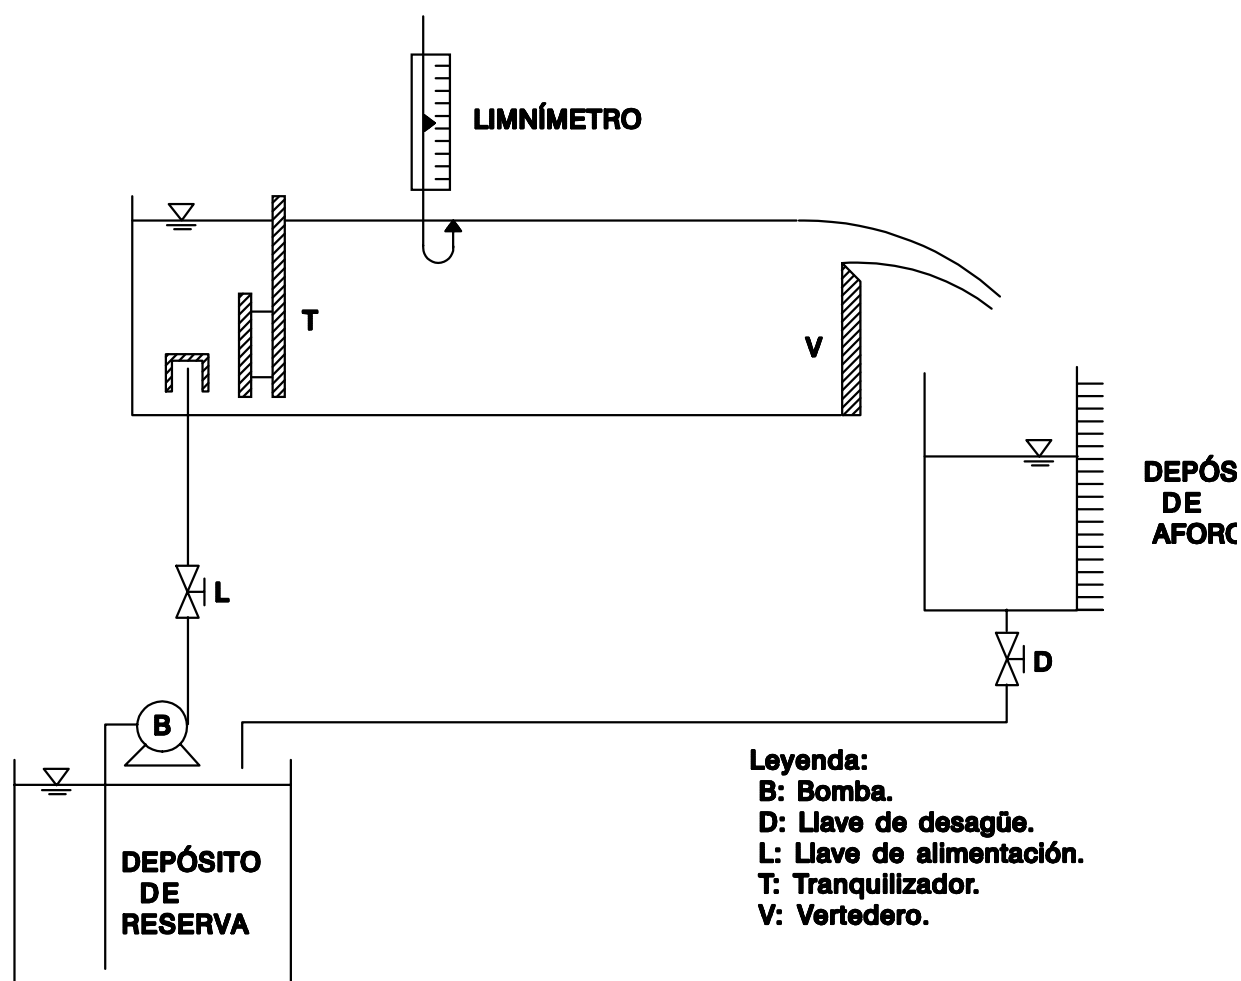 LIMNÍMETRO
T
V
DEPÓS
DE
AFORO
L
D
B
Leyenda:
B: Bomba.
D: Llave de desagüe.
L: Llave de alimentación.
T: Tranquilizador.
V: Vertedero.
DEPÓSITO
DE
RESERVA